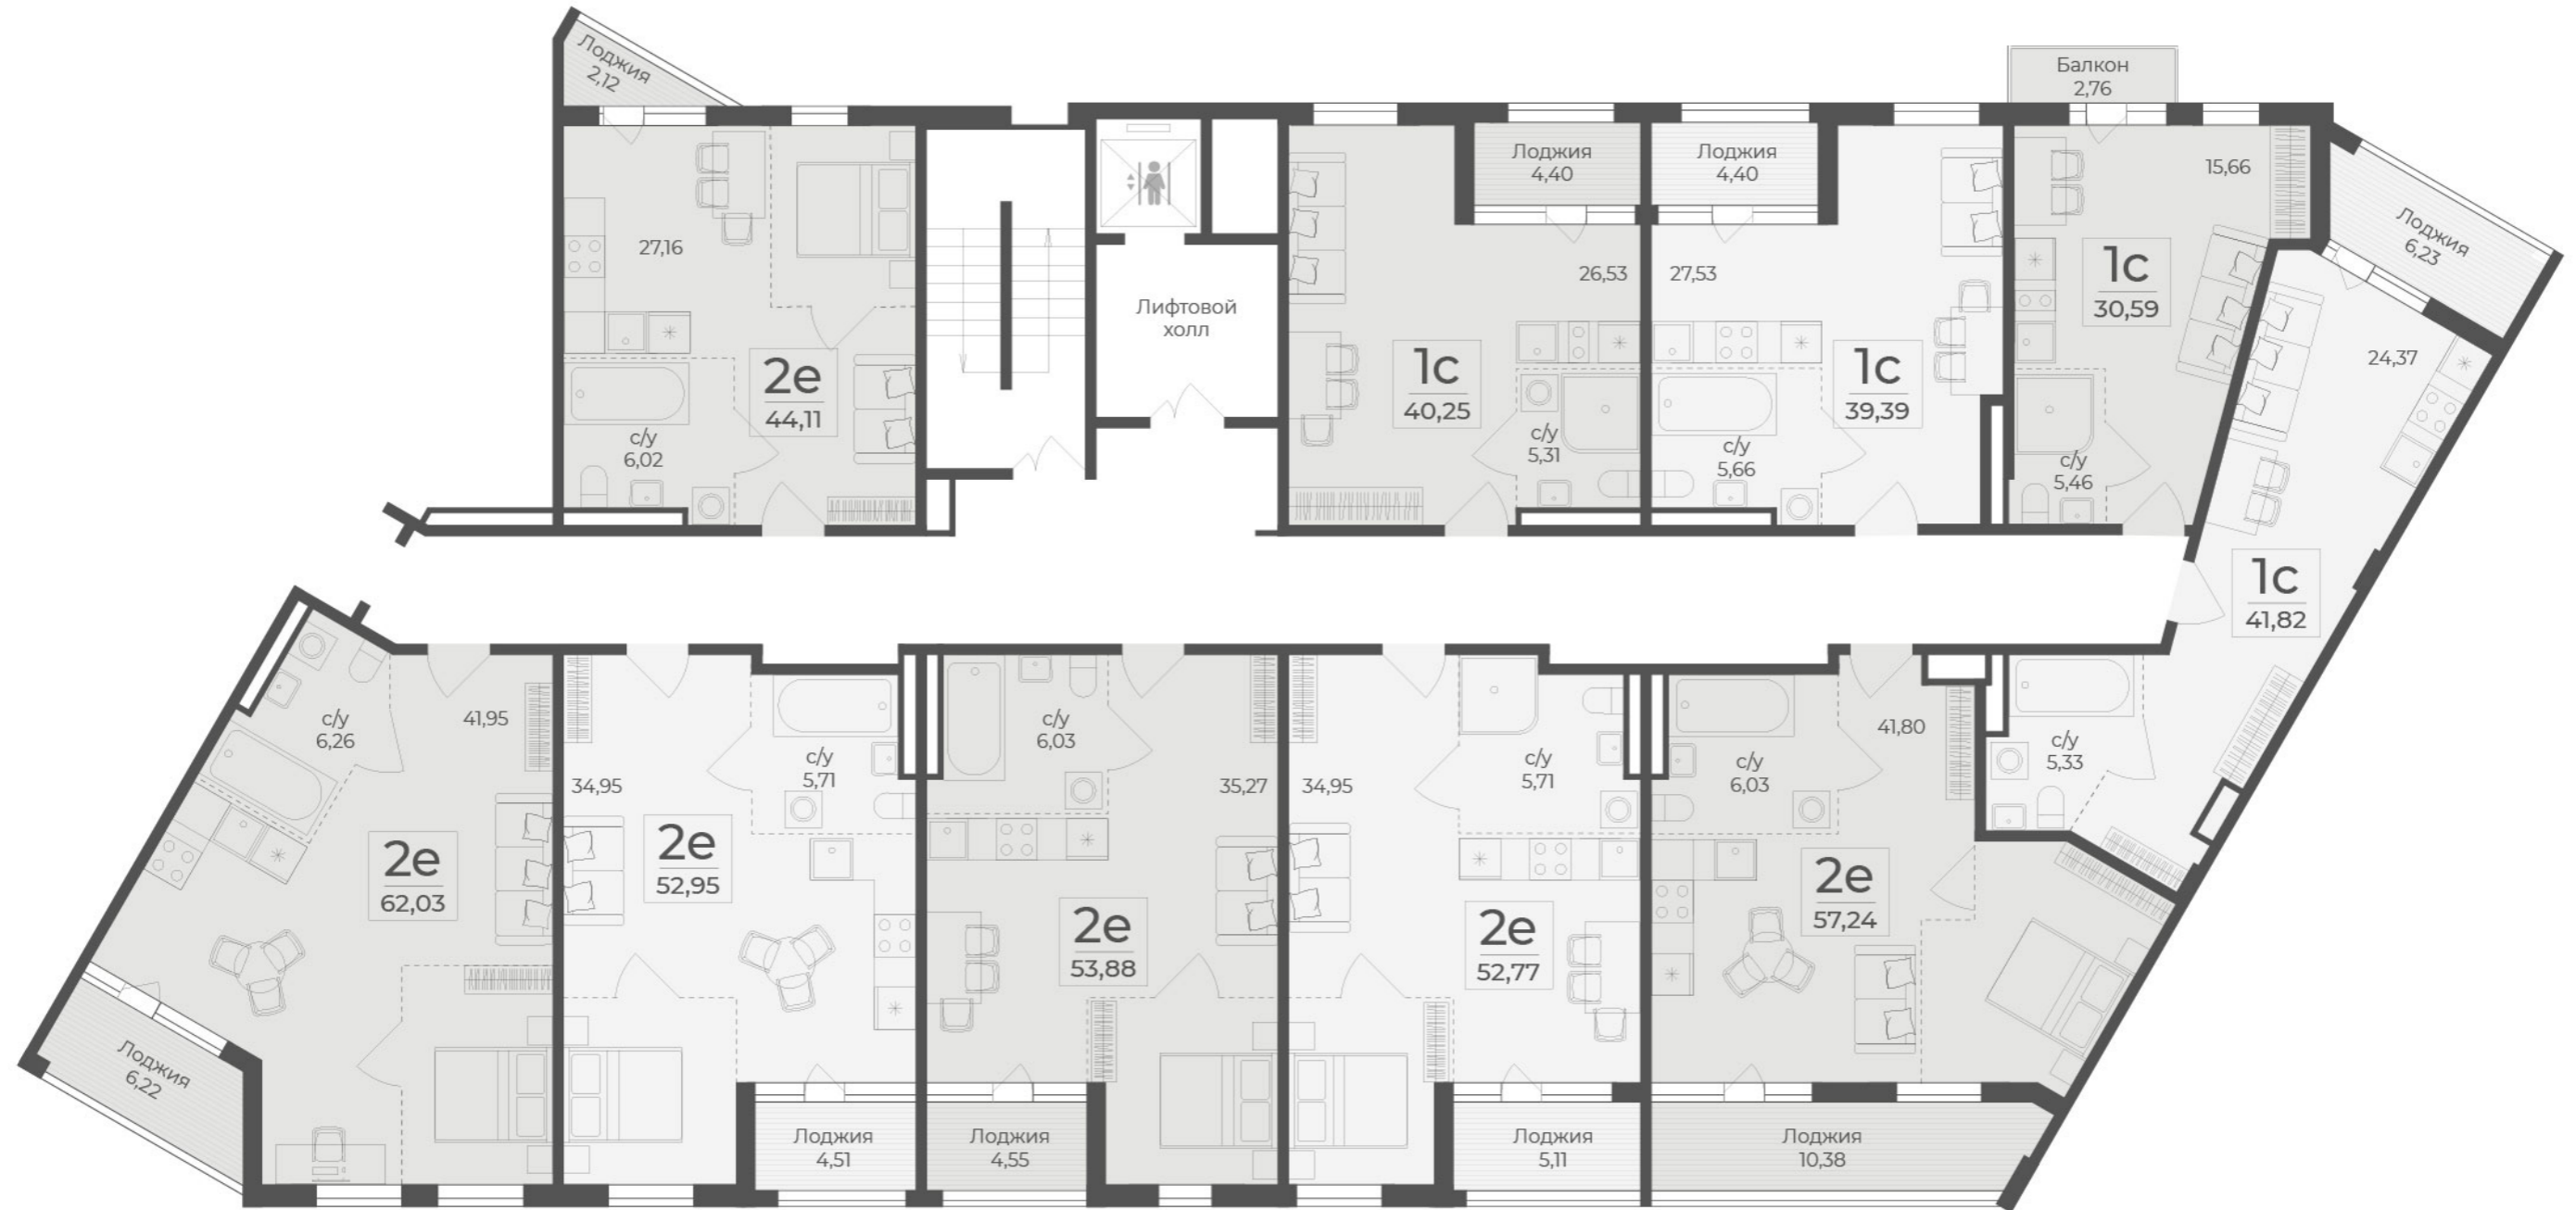 Лоджия
2,12
27,16
2е
44,11
с/у
6,02
Лифтовой
холл
Лоджия
4,40
26,53
1с
40,25
с/у
5,31
Лоджия
4,40
27,53
1с
39,39
с/у
5,66
Балкон
2,76
15,66
1с
30,59
с/у
5,46
Лоджия
6,23
24,37
1с
41,82
с/у
5,33
с/у
6,26
41,95
2е
62,03
Лоджия
6,22
34,95
с/у
5,71
2е
52,95
Лоджия
4,51
с/у
6,03
35,27
2е
53,88
Лоджия
4,55
34,95
с/у
5,71
2е
52,77
Лоджия
5,11
с/у
6,03
41,80
2е
57,24
Лоджия
10,38